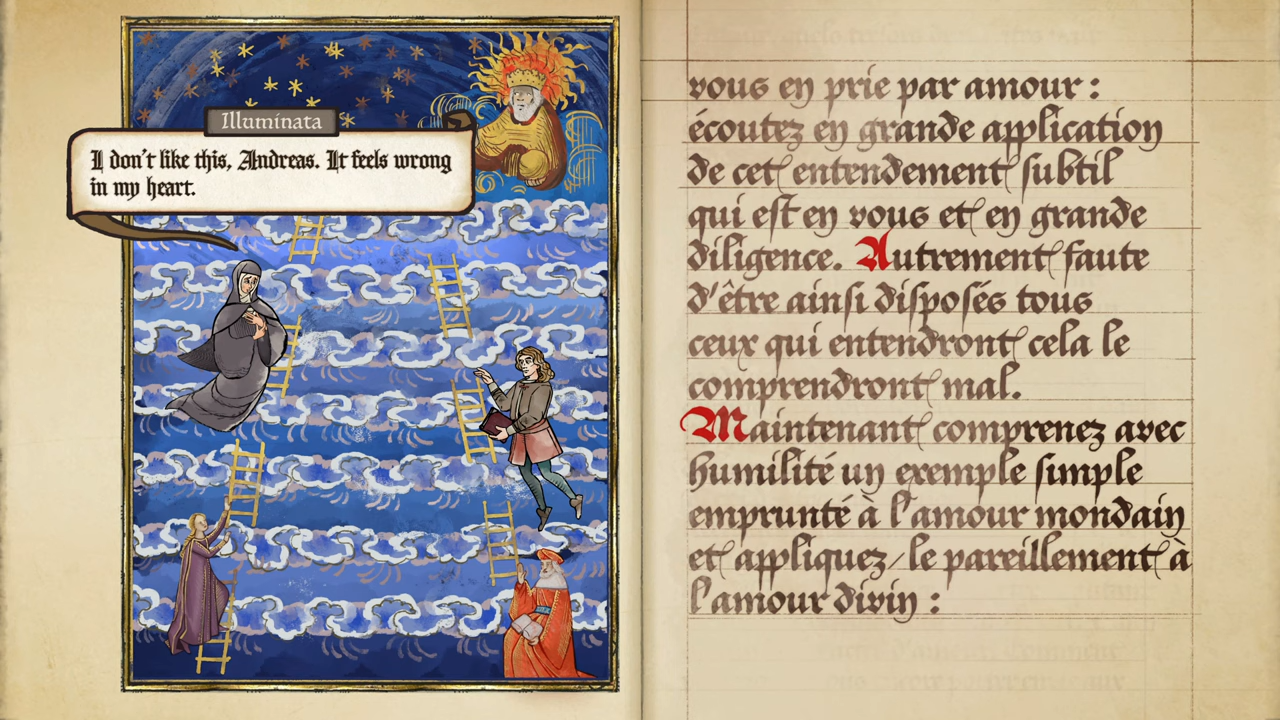 Illuminata
I don't like this, Andreas. It feels wrong
in my heart.
vous en prie par amour :
écoutez en grande application
de cet entendement subtil
qui est en vous et en grande
diligence. Autrement faute
d'être ainsi disposés tous
ceux qui entendront cela le
comprendront mal.
Maintenant comprenez avec
humilité un exemple simple
emprunté à l'amour mondain
et appliquez-le pareillement à
l'amour divin :